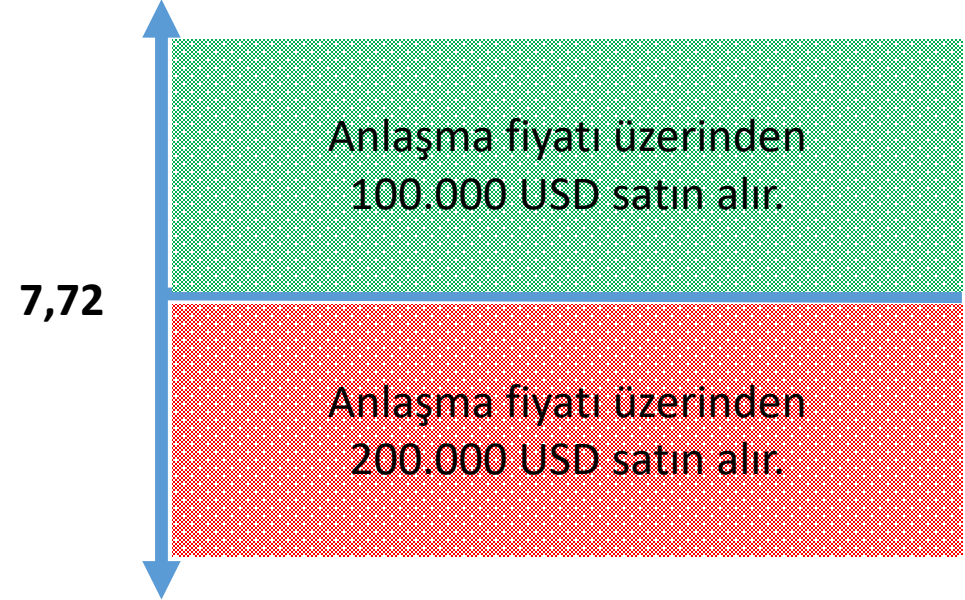 Anlaşma fiyatı üzerinden
100.000 USD satın alır.
7,72
Anlaşma fiyatı üzerinden
200.000 USD satın alır.